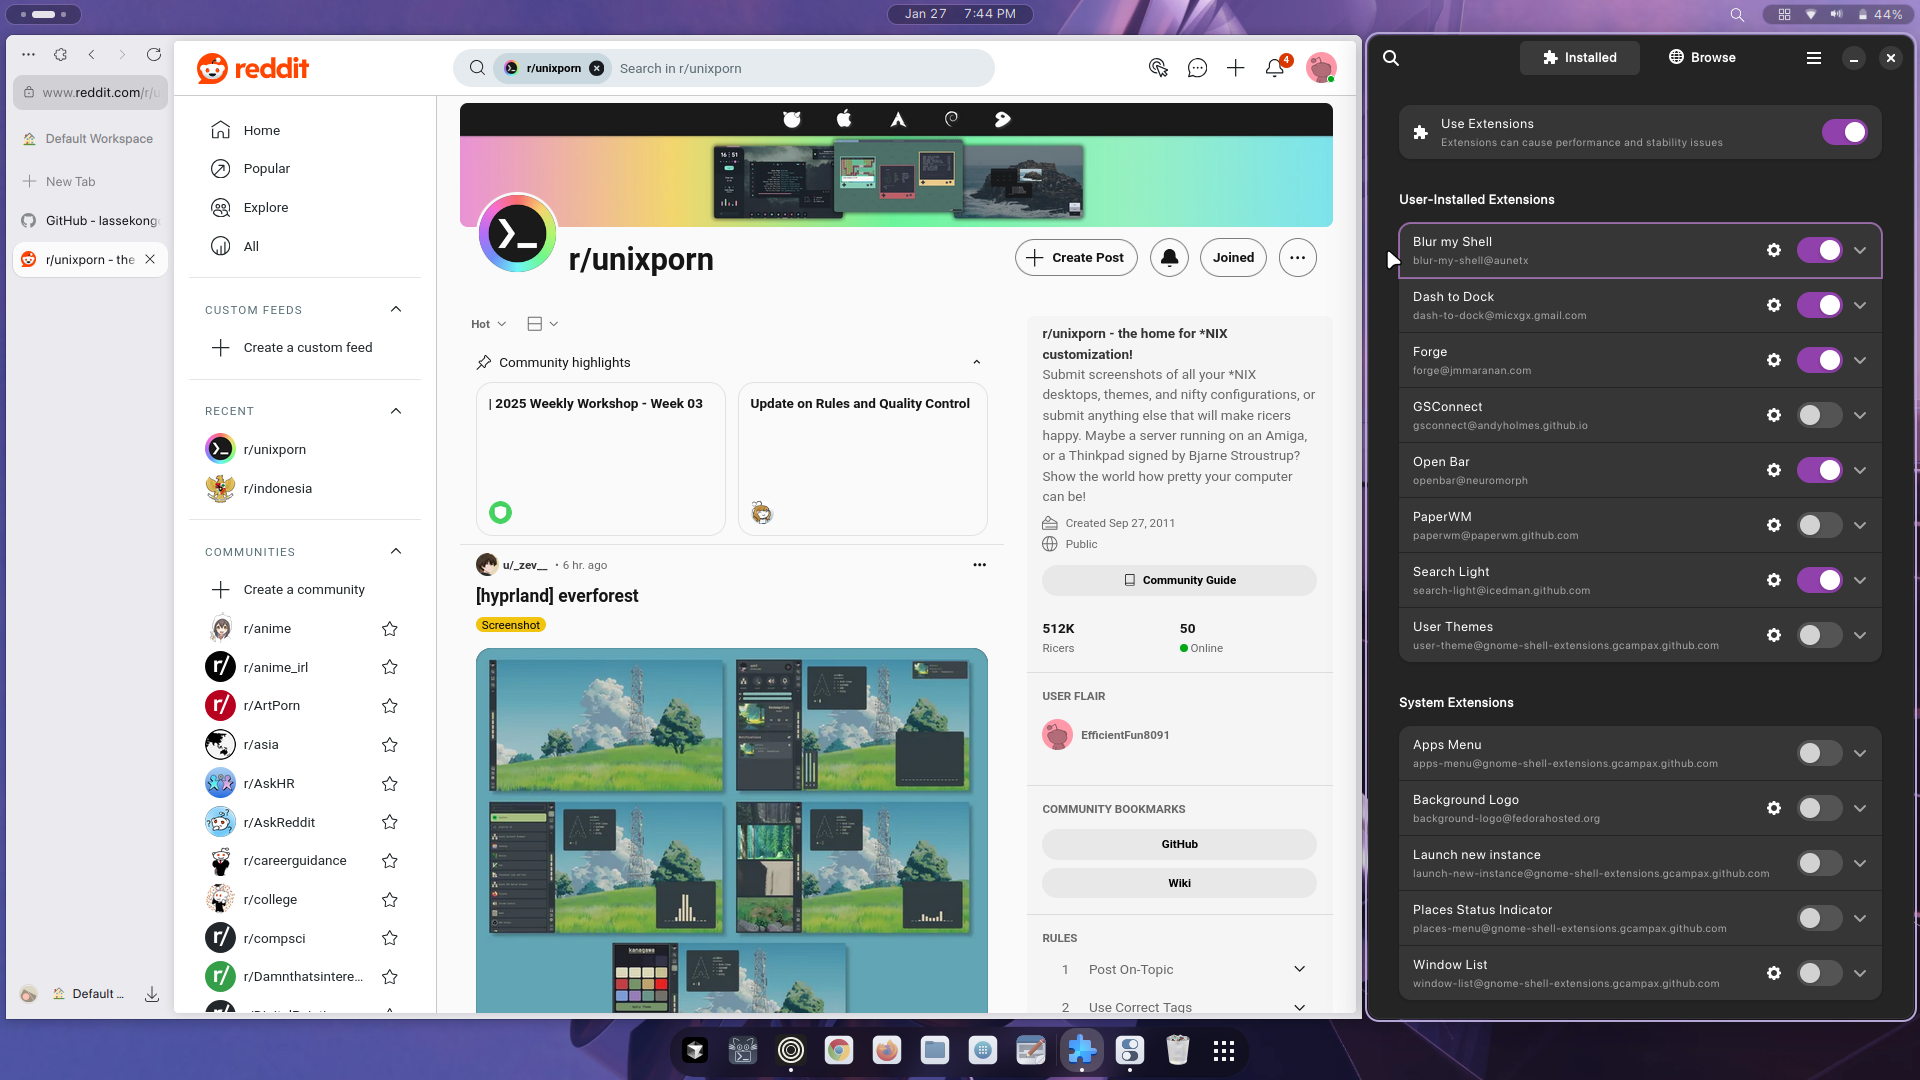 Jan 27 7:44 PM
44%
www.reddit.com/r/u
Default Workspace
New Tab
GitHub - lassekong
r/unixporn - the
Default ...
reddit
r/unixporn
Search in r/unixporn
4
Home
Popular
Explore
All
CUSTOM FEEDS
Create a custom feed
RECENT
r/unixporn
r/indonesia
COMMUNITIES
Create a community
r/anime
r/anime_irl
r/ArtPorn
r/asia
r/AskHR
r/AskReddit
r/careerguidance
r/college
r/compsci
r/Damnthatsintere...
r/unixporn
Create Post
Joined
Hot
Community highlights
| 2025 Weekly Workshop - Week 03
Update on Rules and Quality Control
u/_zev__ • 6 hr. ago
[hyprland] everforest
Screenshot
kanagawa
r/unixporn - the home for *NIX
customization!
Submit screenshots of all your *NIX
desktops, themes, and nifty configurations, or
submit anything else that will make ricers
happy. Maybe a server running on an Amiga,
or a Thinkpad signed by Bjarne Stroustrup?
Show the world how pretty your computer
can be!
Created Sep 27, 2011
Public
Community Guide
512K
Ricers
50
Online
USER FLAIR
EfficientFun8091
COMMUNITY BOOKMARKS
GitHub
Wiki
RULES
1 Post On-Topic
2 Use Correct Tags
Installed
Browse
Use Extensions
Extensions can cause performance and stability issues
User-Installed Extensions
Blur my Shell
blur-my-shell@aunetx
Dash to Dock
dash-to-dock@micxgx.gmail.com
Forge
forge@jmmaranan.com
GSConnect
gsconnect@andyholmes.github.io
Open Bar
openbar@neuromorph
PaperWM
paperwm@paperwm.github.com
Search Light
search-light@icedman.github.com
User Themes
user-theme@gnome-shell-extensions.gcampax.github.com
System Extensions
Apps Menu
apps-menu@gnome-shell-extensions.gcampax.github.com
Background Logo
background-logo@fedorahosted.org
Launch new instance
launch-new-instance@gnome-shell-extensions.gcampax.github.com
Places Status Indicator
places-menu@gnome-shell-extensions.gcampax.github.com
Window List
window-list@gnome-shell-extensions.gcampax.github.com